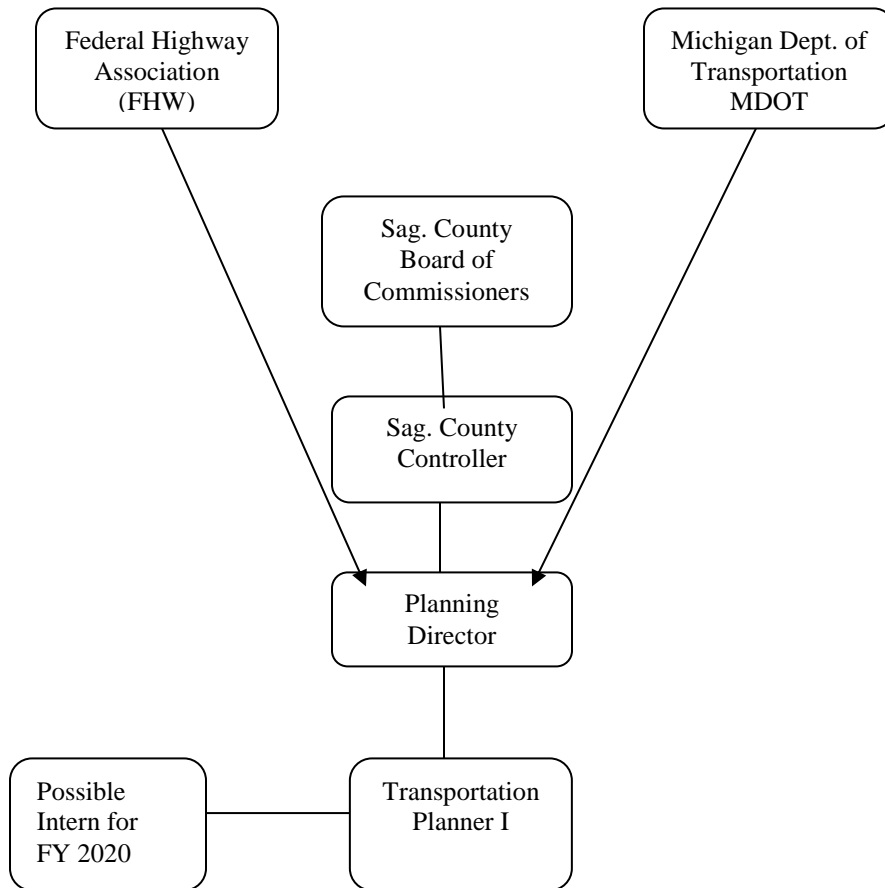 Federal Highway
Association
(FHW)
Michigan Dept. of
Transportation
MDOT
Sag. County
Board of
Commissioners
Sag. County
Controller
Planning
Director
Possible
Intern for
FY 2020
Transportation
Planner I